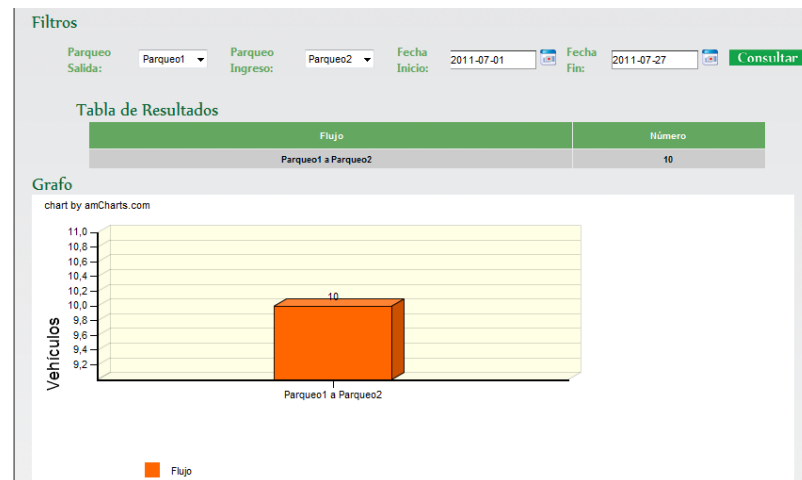 Filtros
Parqueo Salida: Parqueo1 Parqueo Ingreso: Parqueo2 Fecha Inicio: 2011-07-01 Fecha Fin: 2011-07-27 Consultar
Tabla de Resultados
Flujo Número
Parqueo1 a Parqueo2 10
Grafo
chart by amCharts.com
11,0
10,8
10,6
10,4
10,2
10,0
9,8
9,6
9,4
9,2
Vehículos
10
Parqueo1 a Parqueo2
Flujo